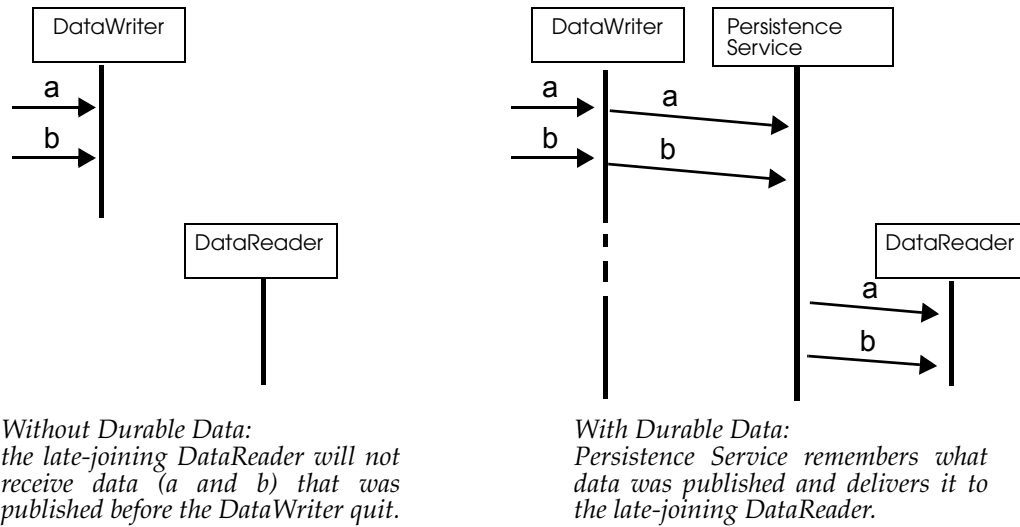 DataWriter
a
b
DataReader
Without Durable Data:
the late-joining DataReader will not
receive data (a and b) that was
published before the DataWriter quit.
DataWriter
Persistence
Service
a
a
b
b
DataReader
a
b
With Durable Data:
Persistence Service remembers what
data was published and delivers it to
the late-joining DataReader.